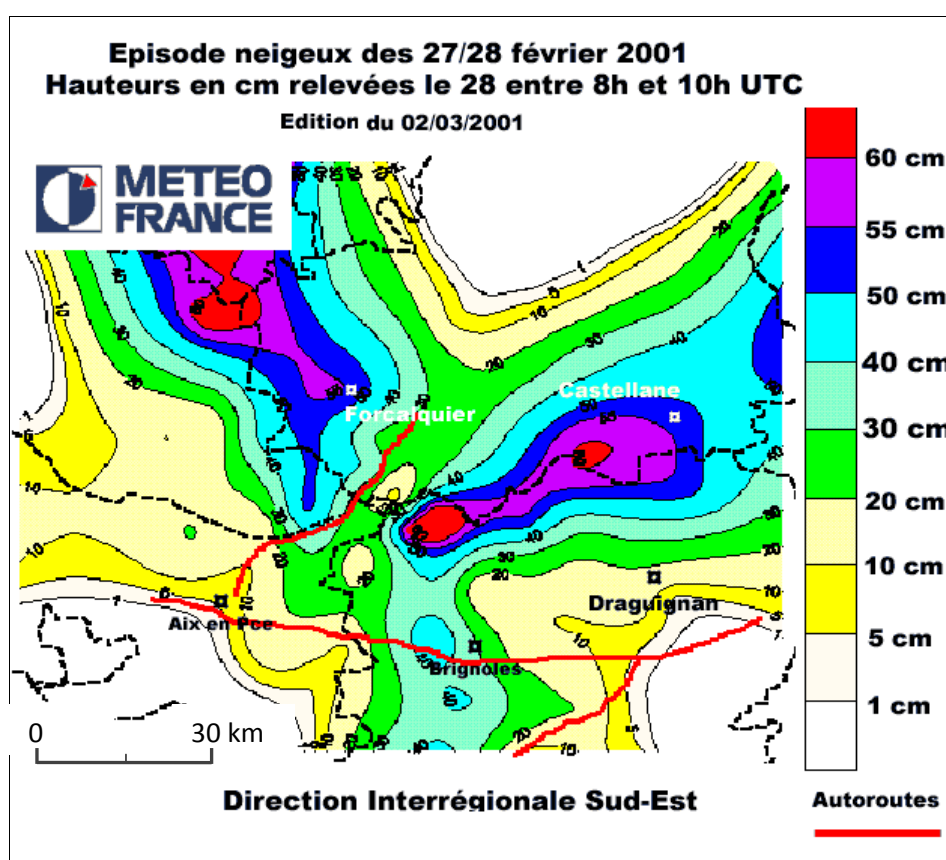 Episode neigeux des 27/28 février 2001
Hauteurs en cm relevées le 28 entre 8h et 10h UTC
Edition du 02/03/2001
METEO
FRANCE
60 cm
55 cm
50 cm
40 cm
30 cm
20 cm
10 cm
5 cm
1 cm
Castellane
Forcalquier
Draguignan
Aix en Pce
Brignoles
0 30 km
Direction Interrégionale Sud-Est
Autoroutes